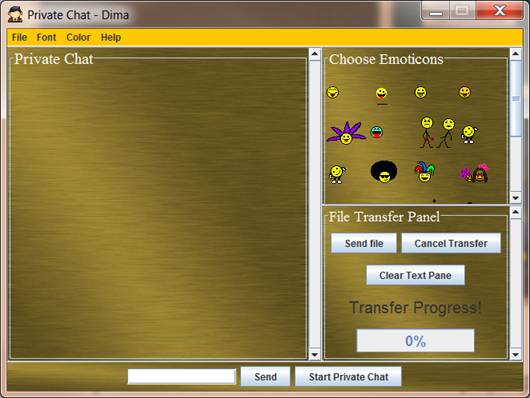 Private Chat - Dima
File Font Color Help
Private Chat
Choose Emoticons
File Transfer Panel
Send file Cancel Transfer
Clear Text Pane
Transfer Progress!
0%
Send Start Private Chat